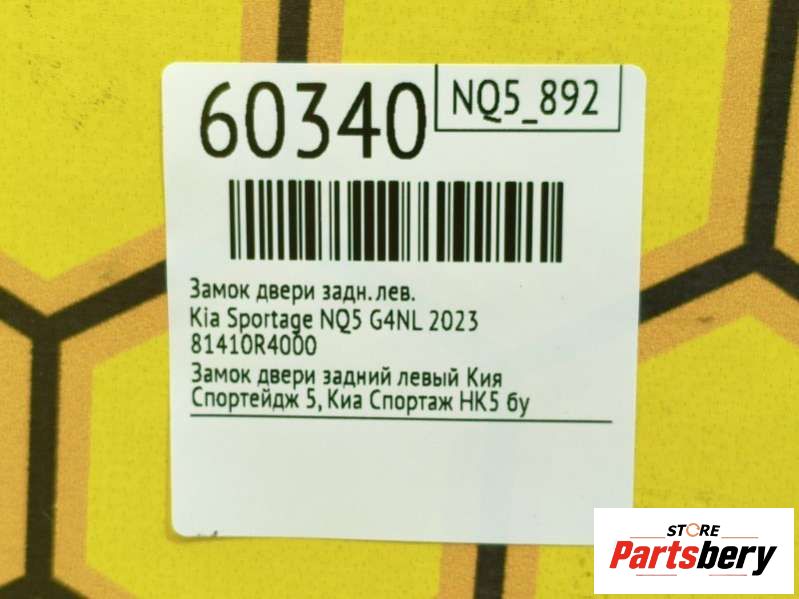 60340
NQ5_892
Замок двери задн. лев.
Kia Sportage NQ5 G4NL 2023
81410R4000
Замок двери задний левый Кия
Спортейдж 5, Киа Спортаж НК5 бу
STORE
Partsbery